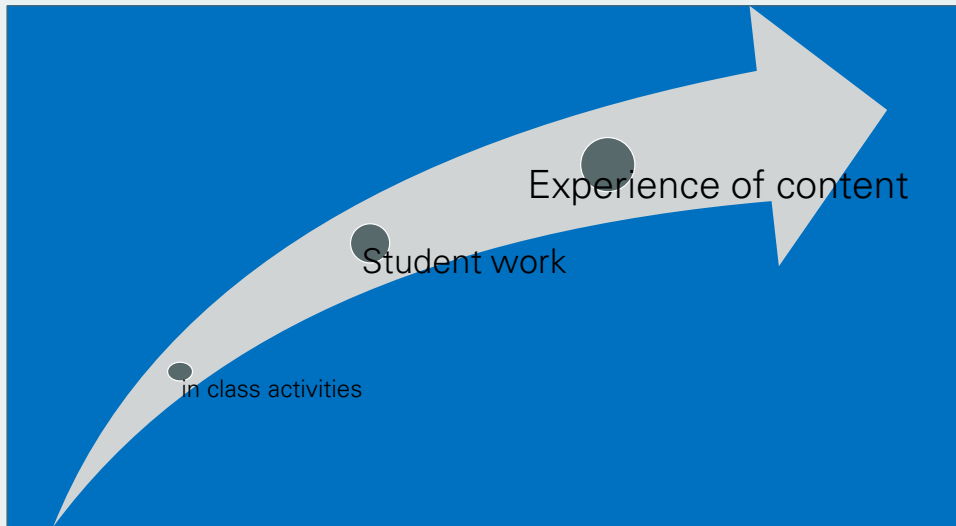 Experience of content
Student work
in class activities